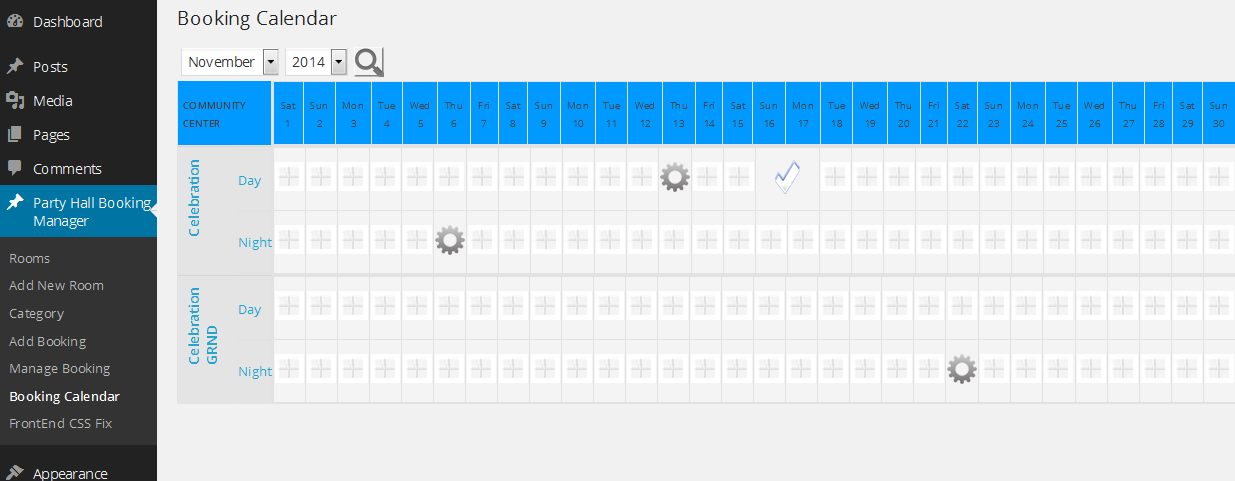 Dashboard
Posts
Media
Pages
Comments
Party Hall Booking
Manager
Rooms
Add New Room
Category
Add Booking
Manage Booking
Booking Calendar
FrontEnd CSS Fix
Appearance
Booking Calendar
November 2014
COMMUNITY
CENTER
Sat Sun Mon Tue Wed Thu Fri Sat Sun Mon Tue Wed Thu Fri Sat Sun Mon Tue Wed Thu Fri Sat Sun Mon Tue Wed Thu Fri Sat Sun
1 2 3 4 5 6 7 8 9 10 11 12 13 14 15 16 17 18 19 20 21 22 23 24 25 26 27 28 29 30
Celebration
Day
Night
Celebration
GRND
Day
Night